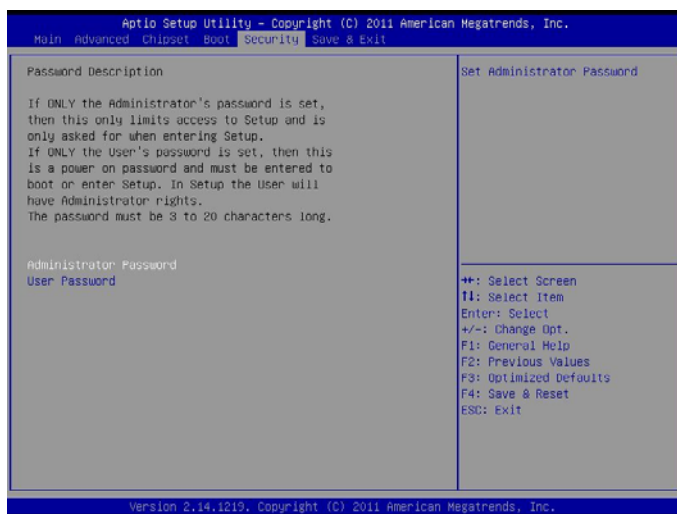 Aptio Setup Utility – Copyright (C) 2011 American Megatrends, Inc.
Main Advanced Chipset Boot Security Save & Exit
Password Description
If ONLY the Administrator's password is set,
then this only limits access to Setup and is
only asked for when entering Setup.
If ONLY the User's password is set, then this
is a power on password and must be entered to
boot or enter Setup. In Setup the User will
have Administrator rights.
The password must be 3 to 20 characters long.
Administrator Password
User Password
Set Administrator Password
→←: Select Screen
↑↓: Select Item
Enter: Select
+/-: Change Opt.
F1: General Help
F2: Previous Values
F3: Optimized Defaults
F4: Save & Reset
ESC: Exit
Version 2.14.1219. Copyright (C) 2011 American Megatrends, Inc.